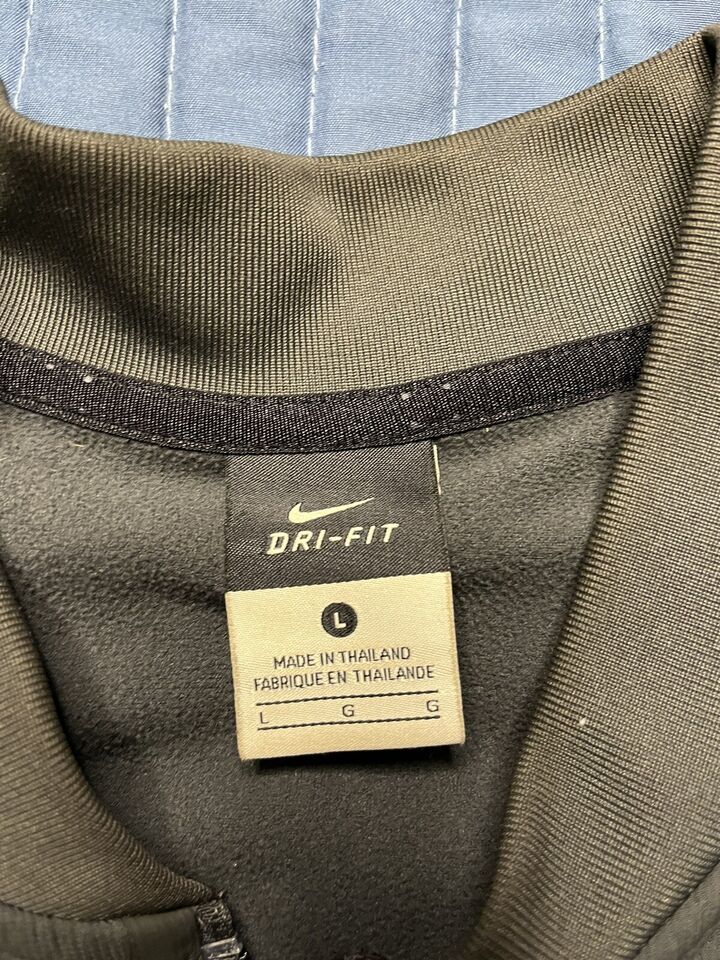 DRI-FIT
L
MADE IN THAILAND
FABRIQUE EN THAILANDE
L G G